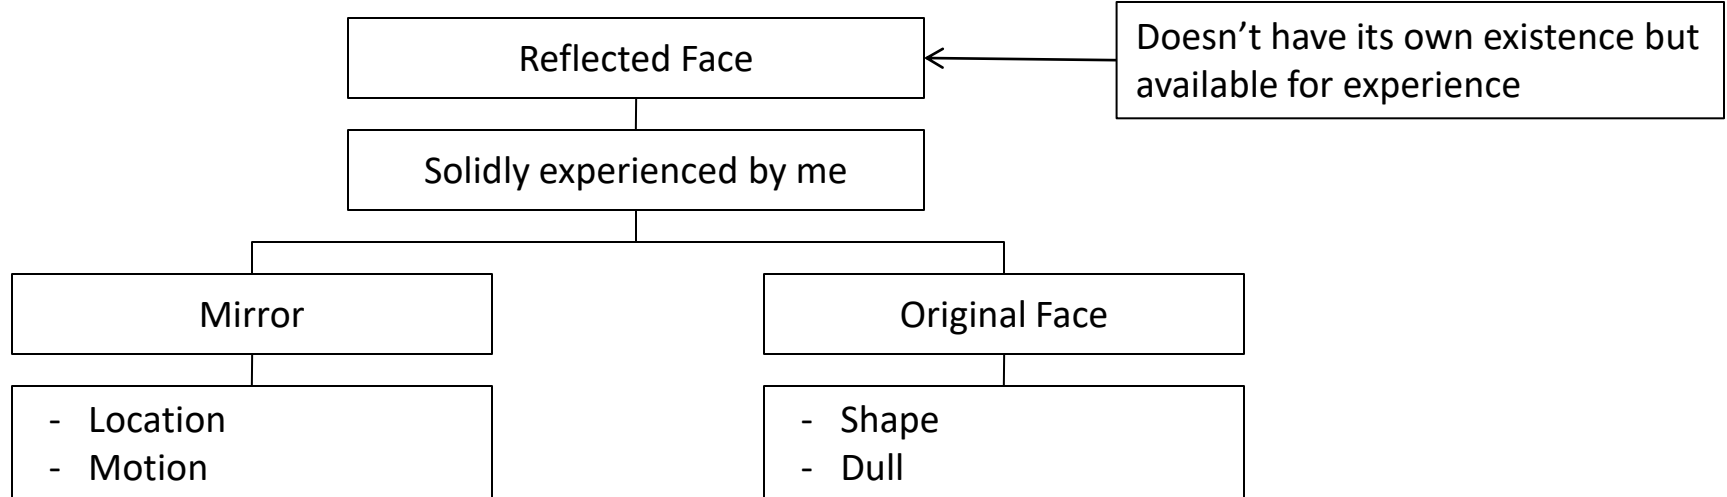 Reflected Face
Doesn’t have its own existence but
available for experience
Solidly experienced by me
Mirror
Original Face
- Location
- Motion
- Shape
- Dull